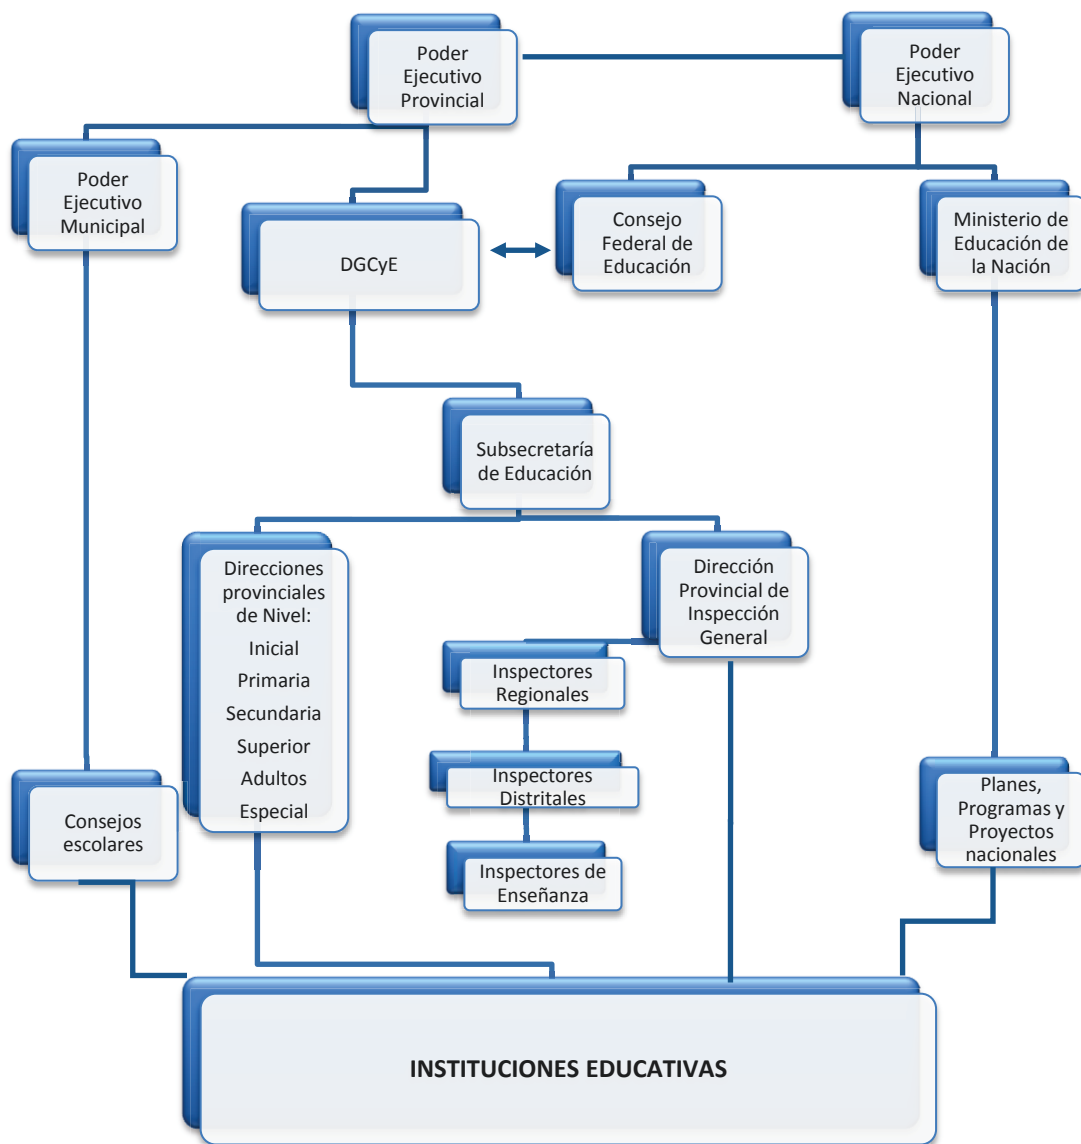 Poder
Ejecutivo
Provincial
Poder
Ejecutivo
Nacional
Poder
Ejecutivo
Municipal
DGCyE
Consejo
Federal de
Educación
Ministerio de
Educación de
la Nación
Subsecretaría
de Educación
Direcciones
provinciales
de Nivel:
Inicial
Primaria
Secundaria
Superior
Adultos
Especial
Dirección
Provincial de
Inspección
General
Inspectores
Regionales
Inspectores
Distritales
Inspectores de
Enseñanza
Consejos
escolares
Planes,
Programas y
Proyectos
nacionales
INSTITUCIONES EDUCATIVAS